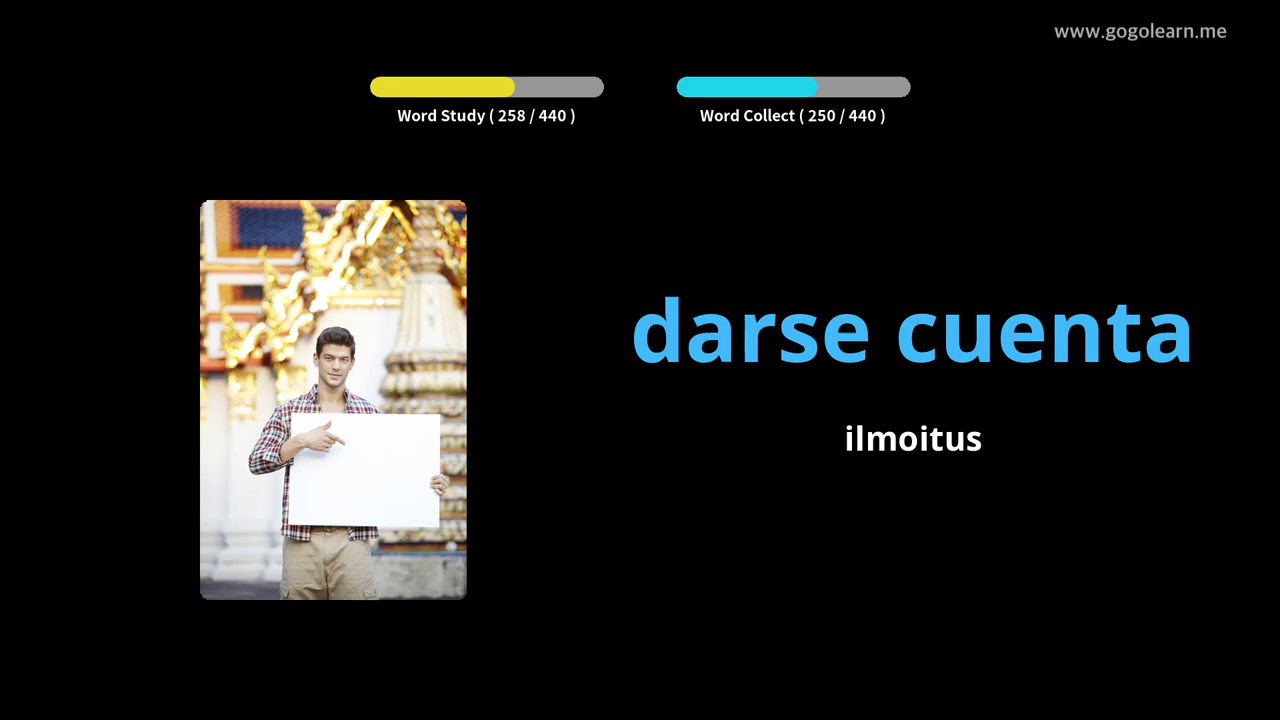 www.gogolearn.me
Word Study ( 258 / 440 )
Word Collect ( 250 / 440 )
darse cuenta
ilmoitus